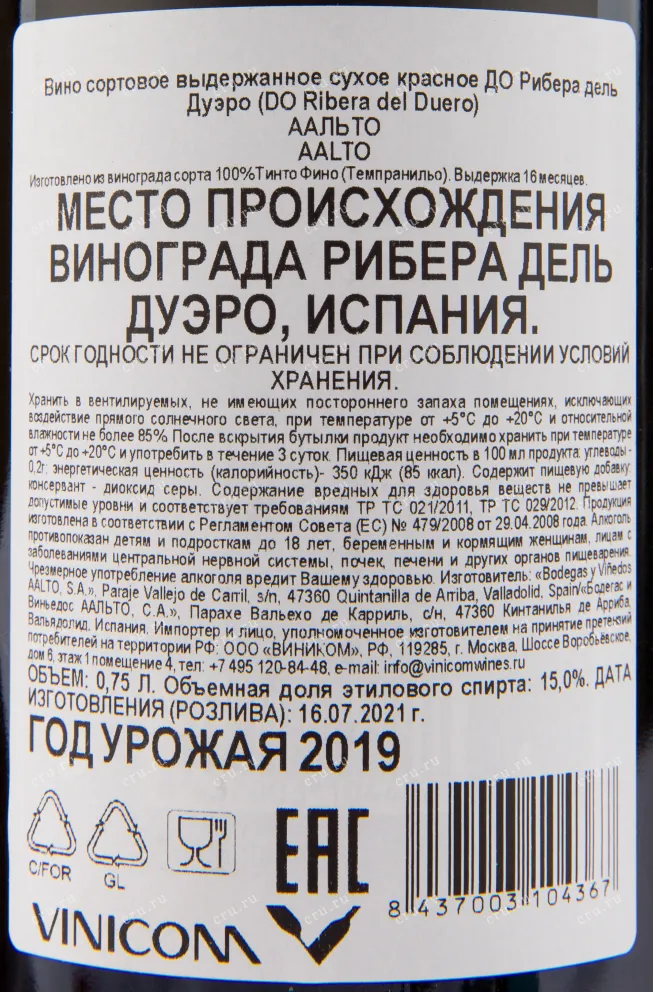 Вино сортовое выдержанное сухое красное ДО Рибера дель
Дуэро (DO Ribera del Duero)
ААЛЬТО
AALTO
Изготовлено из винограда сорта 100%Тинто Фино (Темпранильо). Выдержка 16 месяцев.
МЕСТО ПРОИСХОЖДЕНИЯ
ВИНОГРАДА РИБЕРА ДЕЛЬ
ДУЭРО, ИСПАНИЯ.
СРОК ГОДНОСТИ НЕ ОГРАНИЧЕН ПРИ СОБЛЮДЕНИИ УСЛОВИЙ
ХРАНЕНИЯ.
Хранить в вентилируемых, не имеющих постороннего запаха помещениях, исключающих
воздействие прямого солнечного света, при температуре от +5°С до +20°С и относительной
влажности не более 85% После вскрытия бутылки продукт необходимо хранить при температуре
от +5°С до +20°С и употребить в течение 3 суток. Пищевая ценность в 100 мл продукта: углеводы -
0,2г; энергетическая ценность (калорийность)- 350 кДж (85 ккал). Содержит пищевую добавку:
консервант - диоксид серы. Содержание вредных для здоровья веществ не превышает
допустимые уровни и соответствует требованиям ТР ТС 021/2011, ТР ТС 029/2012. Продукция
изготовлена в соответствии с Регламентом Совета (ЕС) № 479/2008 от 29.04.2008 года. Алкоголь
противопоказан детям и подросткам до 18 лет, беременным и кормящим женщинам, лицам с
заболеваниями центральной нервной системы, почек, печени и других органов пищеварения.
Чрезмерное употребление алкоголя вредит Вашему здоровью. Изготовитель: «Bodegas y Viñedos
AALTO, S.A.», Paraje Vallejo de Carril, s/n, 47360 Quintanilla de Arriba, Valladolid, Spain/«Бодегас и
Виньедос ААЛЬТО, С.А.», Парахе Вальехо де Карриль, с/н, 47360 Кинтанилья де Арриба,
Вальядолид, Испания. Импортер и лицо, уполномоченное изготовителем на принятие претензий
потребителей на территории РФ: ООО «ВИНИКОМ», РФ, 119285, г. Москва, Шоссе Воробьёвское,
дом 6, этаж 1 помещение 4, тел: +7 495 120-84-48, e-mail: info@vinicomwines.ru
ОБЪЕМ: 0,75 Л. Объемная доля этилового спирта: 15,0%. ДАТА
ИЗГОТОВЛЕНИЯ (РОЗЛИВА): 16.07.2021 г.
ГОД УРОЖАЯ 2019
C/FOR
GL
EAC
8 437003 104367
VINICOM
cru.ru